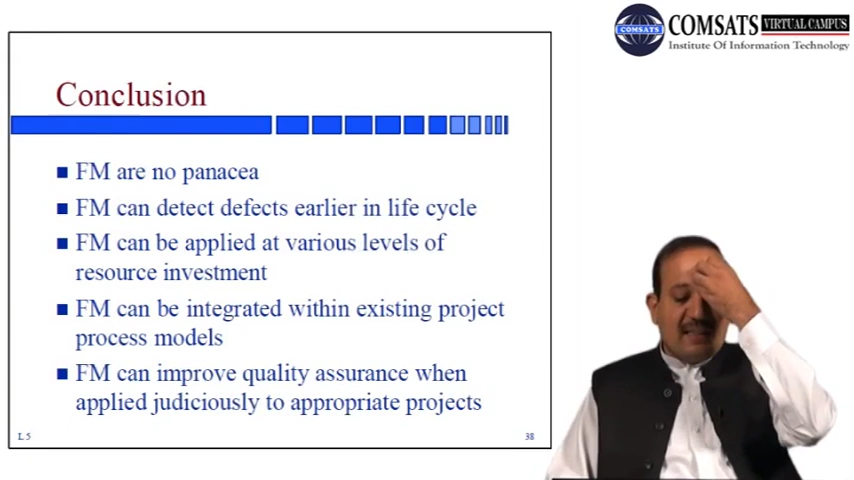 COMSATS
COMSATS VIRTUAL CAMPUS
Institute Of Information Technology
Conclusion
FM are no panacea
FM can detect defects earlier in life cycle
FM can be applied at various levels of
resource investment
FM can be integrated within existing project
process models
FM can improve quality assurance when
applied judiciously to appropriate projects
L 5
38